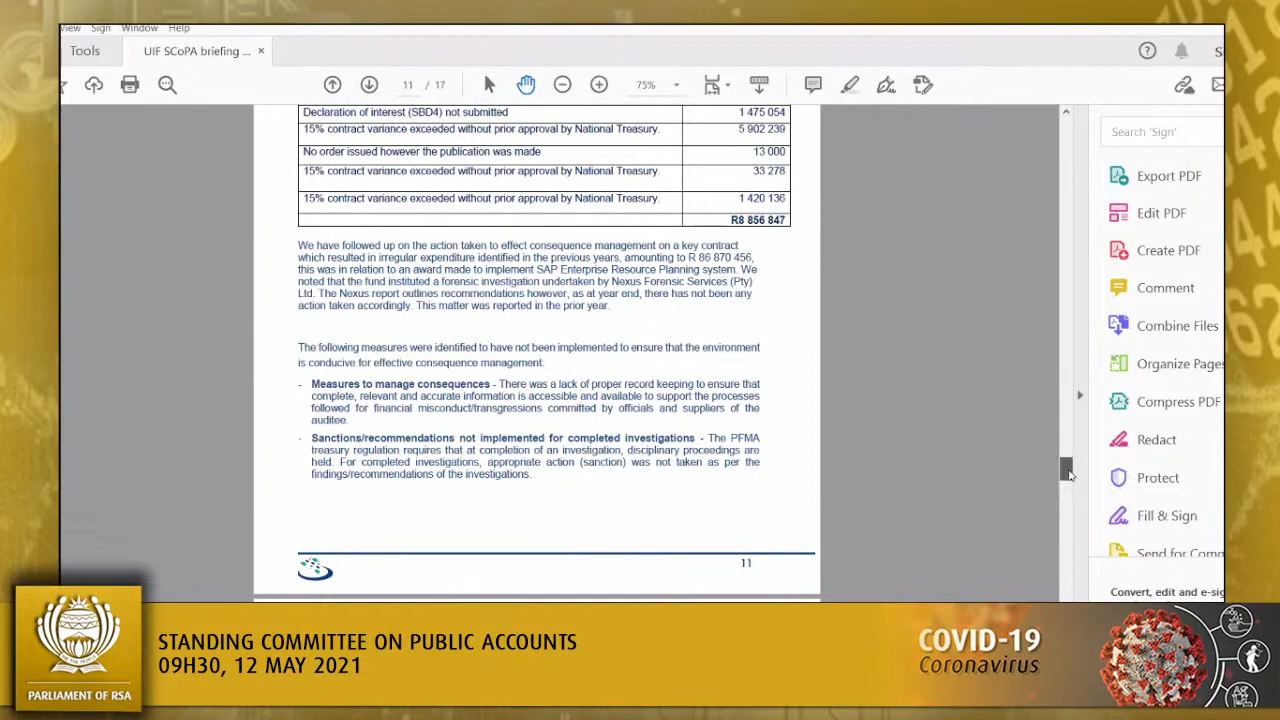 View Sign Window Help
Tools UIF SCoPA briefing ... ×
11 / 17 75%
Declaration of interest (SBD4) not submitted 1 475 054
15% contract variance exceeded without prior approval by National Treasury. 5 902 239
No order issued however the publication was made 13 000
15% contract variance exceeded without prior approval by National Treasury. 33 278
15% contract variance exceeded without prior approval by National Treasury. 1 420 136
R8 856 847
We have followed up on the action taken to effect consequence management on a key contract
which resulted in irregular expenditure identified in the previous years, amounting to R 86 870 456,
this was in relation to an award made to implement SAP Enterprise Resource Planning system. We
noted that the fund instituted a forensic investigation undertaken by Nexus Forensic Services (Pty)
Ltd. The Nexus report outlines recommendations however, as at year end, there has not been any
action taken accordingly. This matter was reported in the prior year.
The following measures were identified to have not been implemented to ensure that the environment
is conducive for effective consequence management:
- Measures to manage consequences - There was a lack of proper record keeping to ensure that
complete, relevant and accurate information is accessible and available to support the processes
followed for financial misconduct/transgressions committed by officials and suppliers of the
auditee.
- Sanctions/recommendations not implemented for completed investigations - The PFMA
treasury regulation requires that at completion of an investigation, disciplinary proceedings are
held. For completed investigations, appropriate action (sanction) was not taken as per the
findings/recommendations of the investigations.
11
Search 'Sign'
Export PDF
Edit PDF
Create PDF
Comment
Combine Files
Organize Pages
Compress PDF
Redact
Protect
Fill & Sign
Send for Comm
Convert, edit and e-sig
PARLIAMENT OF RSA
STANDING COMMITTEE ON PUBLIC ACCOUNTS
09H30, 12 MAY 2021
COVID-19
Coronavirus